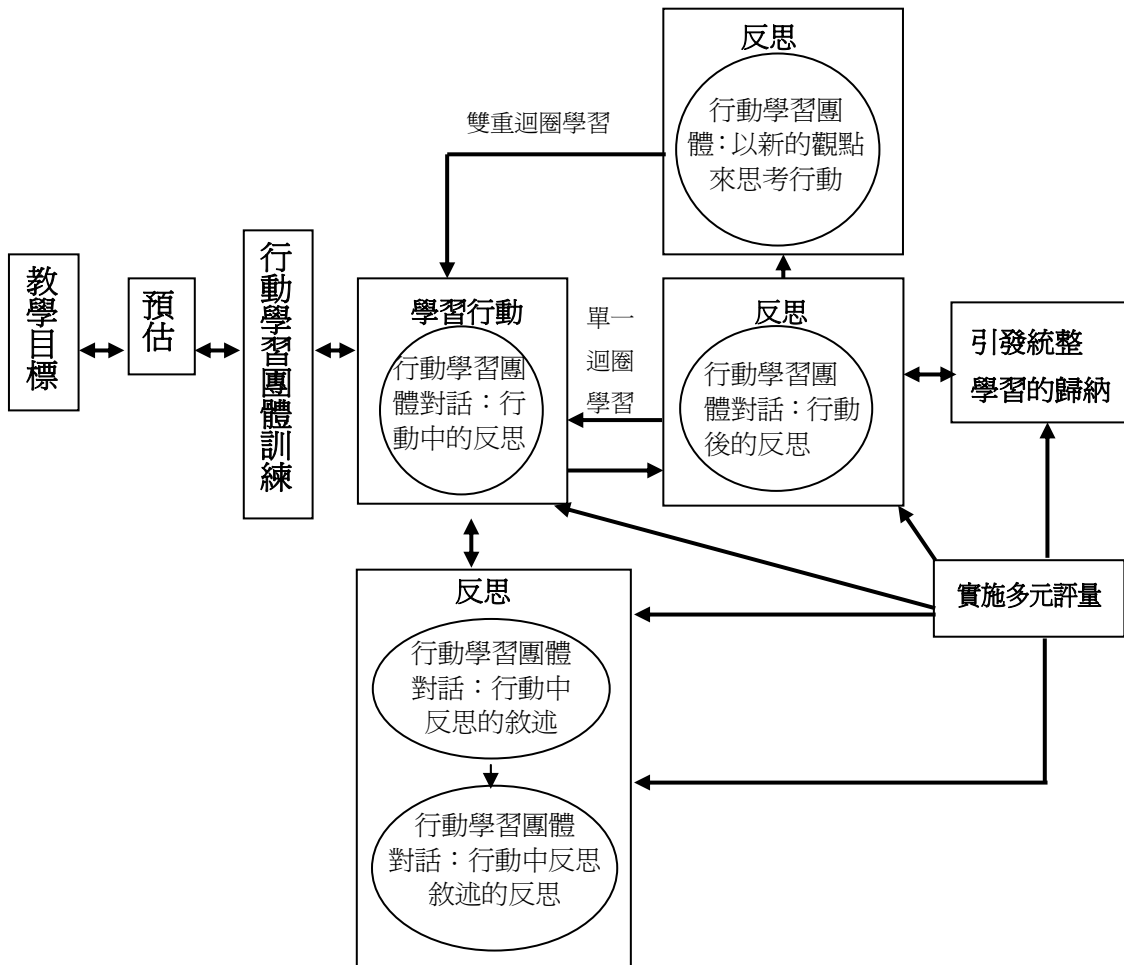 反思
行動學習團
體：以新的觀點
來思考行動
雙重迴圈學習
教學目標
預估
行動學習團體訓練
學習行動
行動學習團
體對話：行
動中的反思
單一
迴圈
學習
反思
行動學習團
體對話：行動
後的反思
引發統整
學習的歸納
實施多元評量
反思
行動學習團體
對話：行動中
反思的敘述
行動學習團體
對話：行動中反思
敘述的反思